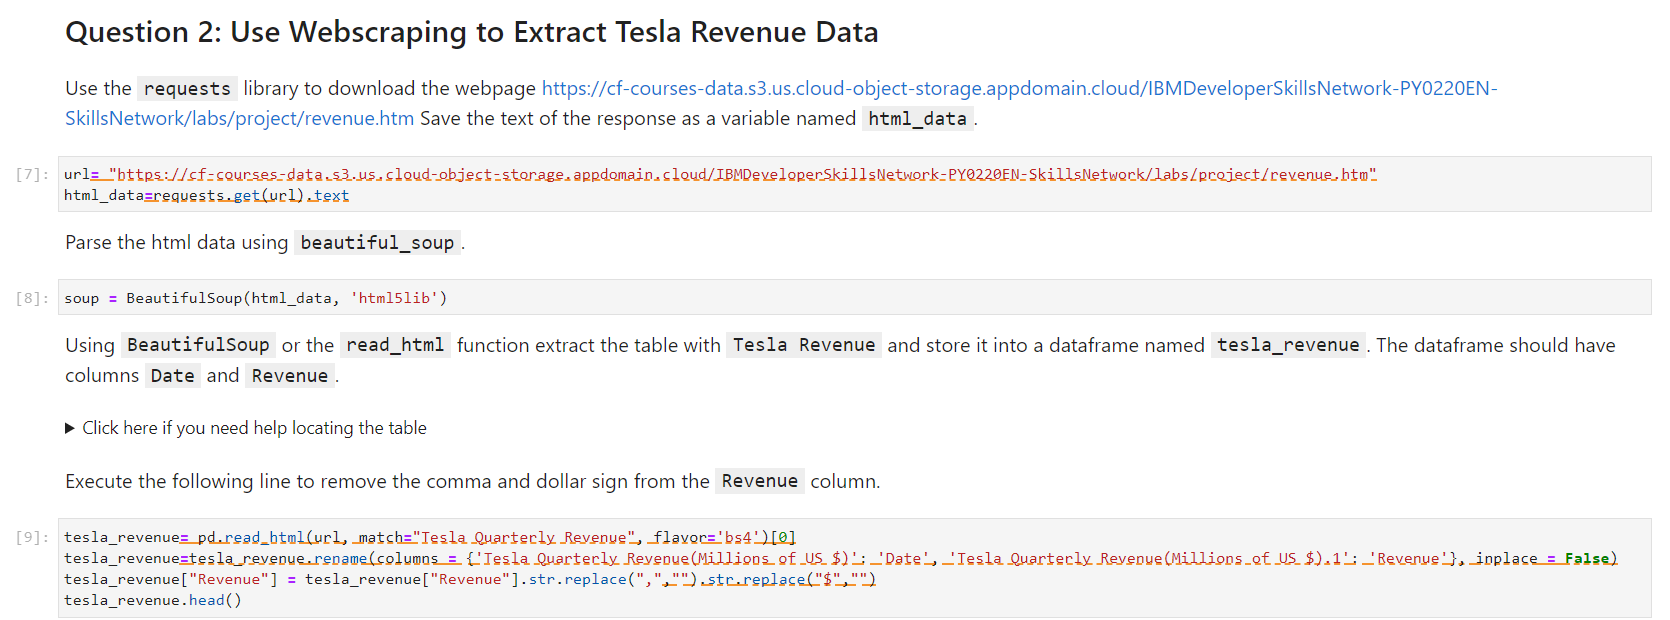 Question 2: Use Webscraping to Extract Tesla Revenue Data
Use the requests library to download the webpage https://cf-courses-data.s3.us.cloud-object-storage.appdomain.cloud/IBMDeveloperSkillsNetwork-PY0220EN-
SkillsNetwork/labs/project/revenue.htm Save the text of the response as a variable named html_data.
[7]: url= "https://cf-courses-data.s3.us.cloud-object-storage.appdomain.cloud/IBMDeveloperSkillsNetwork-PY0220EN-SkillsNetwork/labs/project/revenue.htm"
html_data=requests.get(url).text
Parse the html data using beautiful_soup.
[8]: soup = BeautifulSoup(html_data, 'html5lib')
Using BeautifulSoup or the read_html function extract the table with Tesla Revenue and store it into a dataframe named tesla_revenue. The dataframe should have
columns Date and Revenue.
▶ Click here if you need help locating the table
Execute the following line to remove the comma and dollar sign from the Revenue column.
[9]: tesla_revenue= pd.read_html(url, match="Tesla Quarterly Revenue", flavor='bs4')[0]
tesla_revenue=tesla_revenue.rename(columns = {'Tesla Quarterly Revenue(Millions of US $)': 'Date', 'Tesla Quarterly Revenue(Millions of US $).1': 'Revenue'}, inplace = False)
tesla_revenue["Revenue"] = tesla_revenue["Revenue"].str.replace(",","").str.replace("$","")
tesla_revenue.head()